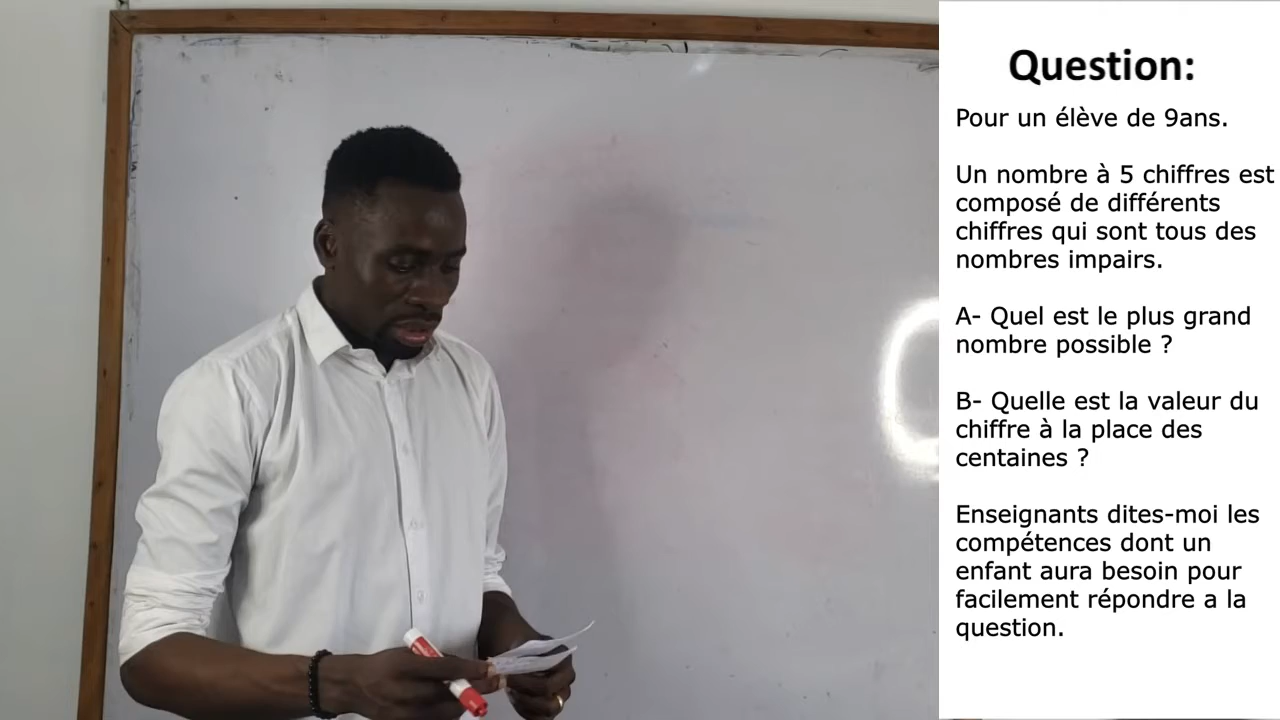 Question:
Pour un élève de 9ans.
Un nombre à 5 chiffres est
composé de différents
chiffres qui sont tous des
nombres impairs.
A- Quel est le plus grand
nombre possible ?
B- Quelle est la valeur du
chiffre à la place des
centaines ?
Enseignants dites-moi les
compétences dont un
enfant aura besoin pour
facilement répondre a la
question.